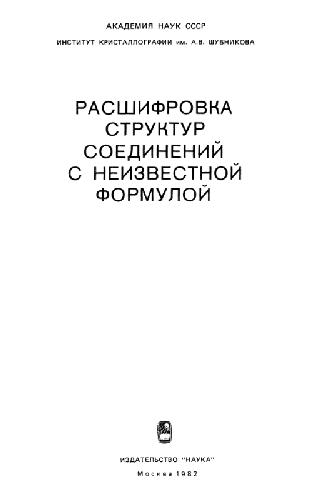 АКАДЕМИЯ НАУК СССР
ИНСТИТУТ КРИСТАЛЛОГРАФИИ им. А.В. ШУБНИКОВА
РАСШИФРОВКА
СТРУКТУР
СОЕДИНЕНИЙ
С НЕИЗВЕСТНОЙ
ФОРМУЛОЙ
ИЗДАТЕЛЬСТВО "НАУКА"
Москва 1982